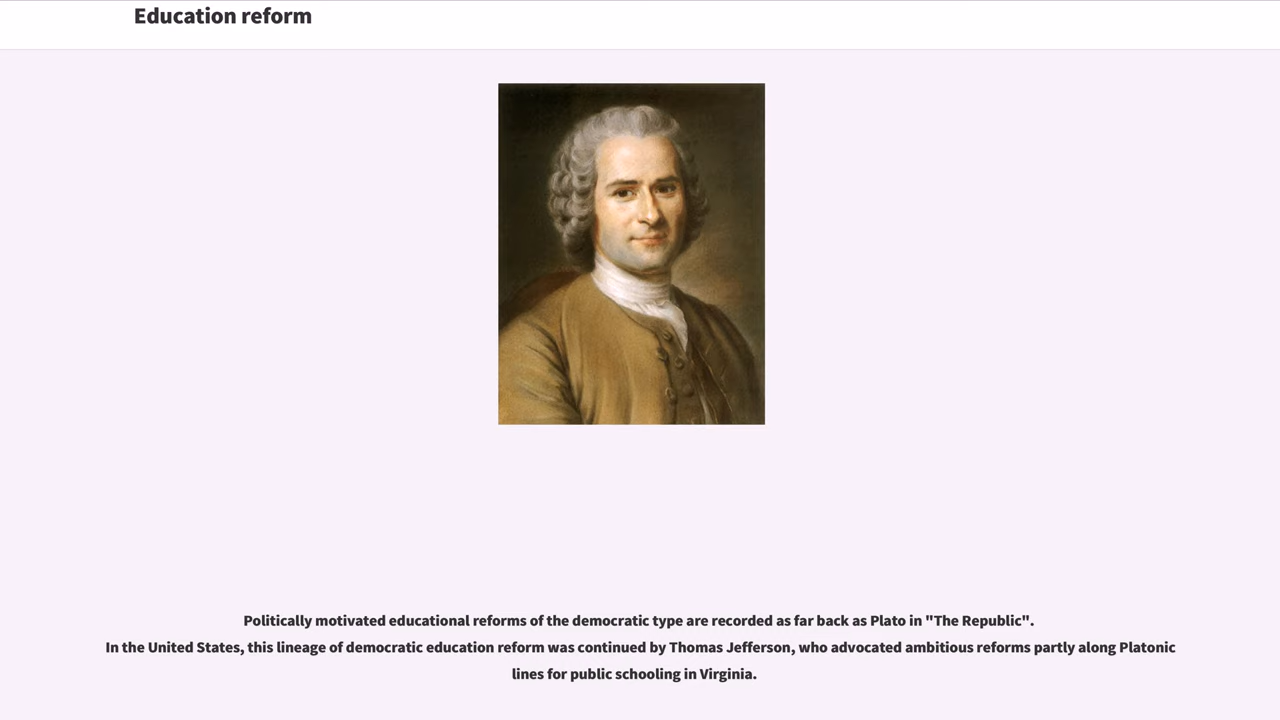 Education reform
Politically motivated educational reforms of the democratic type are recorded as far back as Plato in "The Republic".
In the United States, this lineage of democratic education reform was continued by Thomas Jefferson, who advocated ambitious reforms partly along Platonic
lines for public schooling in Virginia.